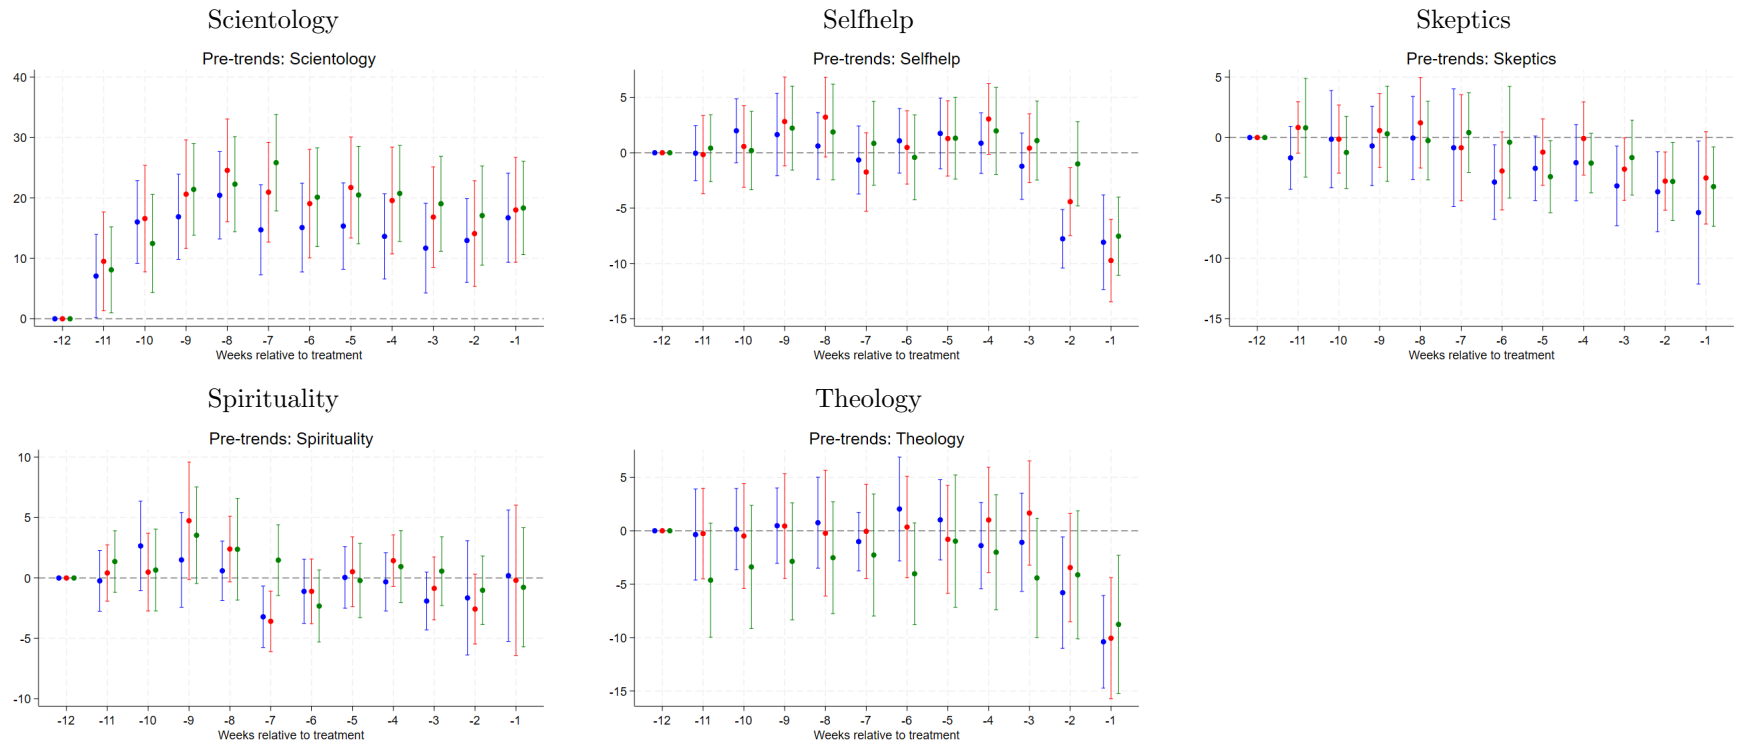 Scientology
Selfhelp
Skeptics
Pre-trends: Scientology
40
30
20
10
0
-12 -11 -10 -9 -8 -7 -6 -5 -4 -3 -2 -1
Weeks relative to treatment
Pre-trends: Selfhelp
5
0
-5
-10
-15
-12 -11 -10 -9 -8 -7 -6 -5 -4 -3 -2 -1
Weeks relative to treatment
Pre-trends: Skeptics
5
0
-5
-10
-15
-12 -11 -10 -9 -8 -7 -6 -5 -4 -3 -2 -1
Weeks relative to treatment
Spirituality
Theology
Pre-trends: Spirituality
10
5
0
-5
-10
-12 -11 -10 -9 -8 -7 -6 -5 -4 -3 -2 -1
Weeks relative to treatment
Pre-trends: Theology
5
0
-5
-10
-15
-12 -11 -10 -9 -8 -7 -6 -5 -4 -3 -2 -1
Weeks relative to treatment